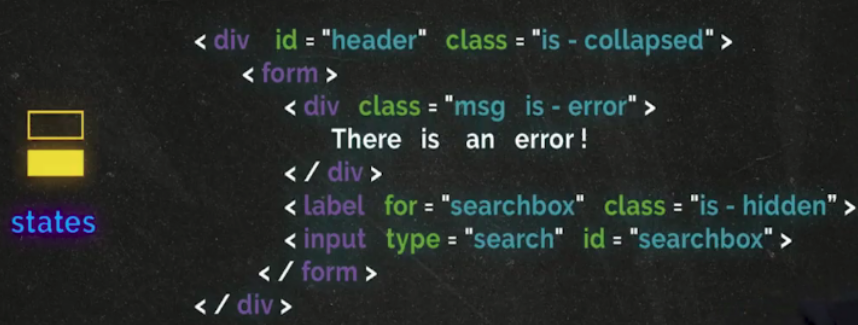 <div id="header" class="is-collapsed">
<form>
<div class="msg is-error">
There is an error!
</div>
states
<label for="searchbox" class="is-hidden”>
<input type="search" id="searchbox">
</form>
</div>